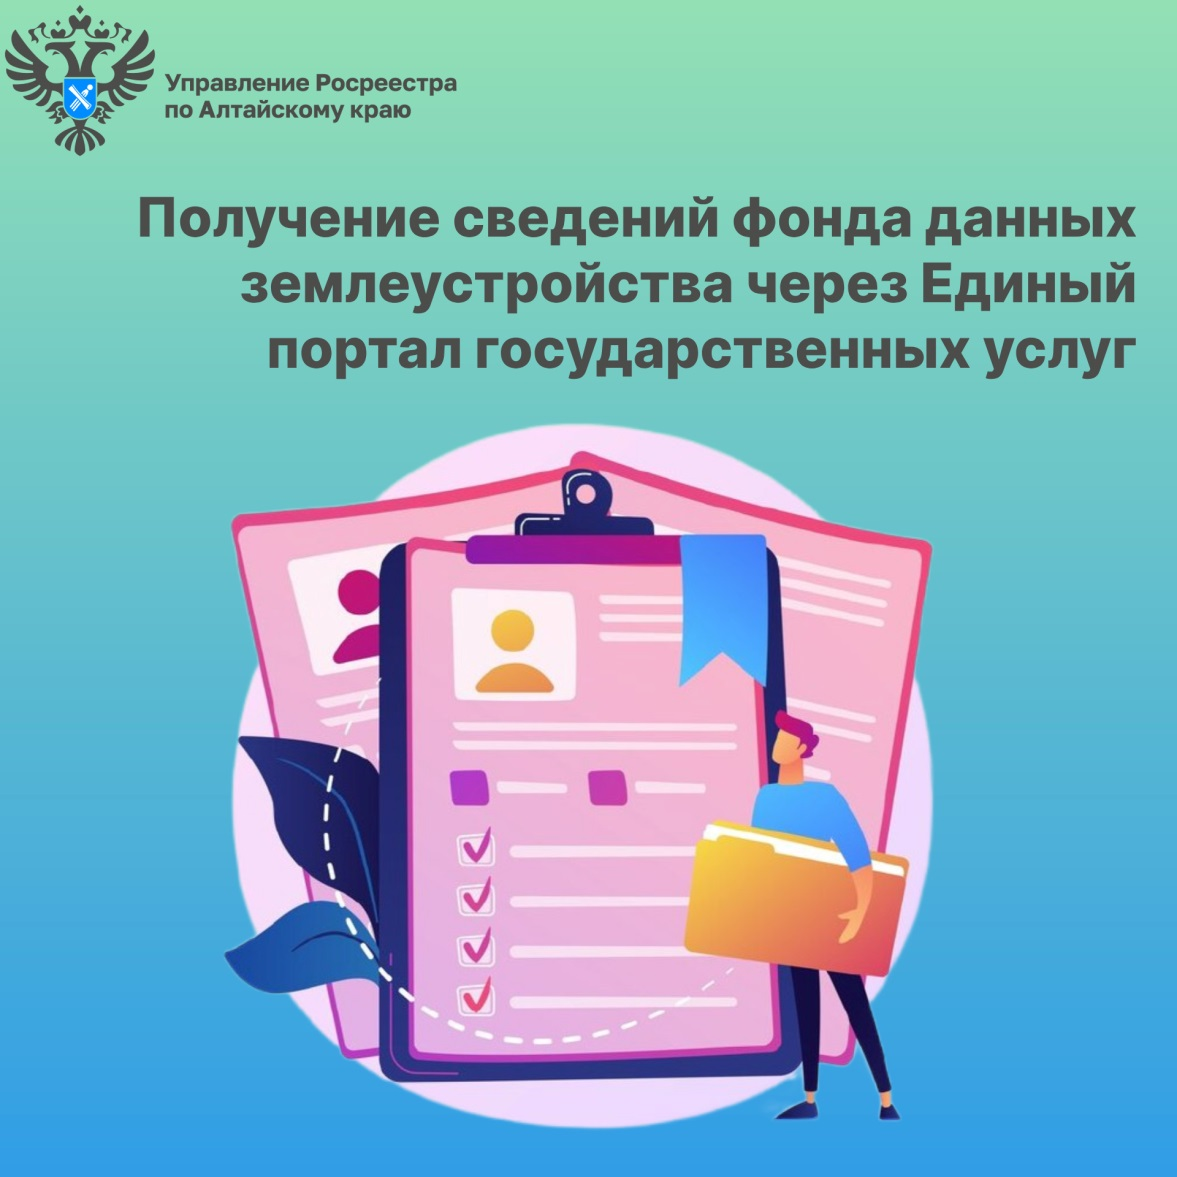 Управление Росреестра
по Алтайскому краю
Получение сведений фонда данных
землеустройства через Единый
портал государственных услуг